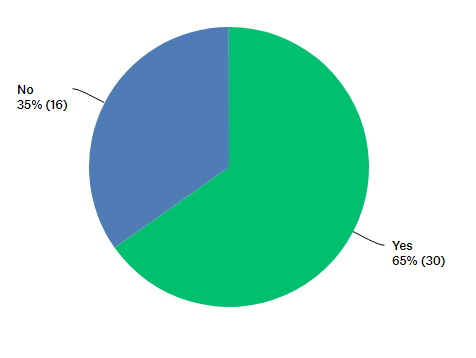 No
35% (16)
Yes
65% (30)